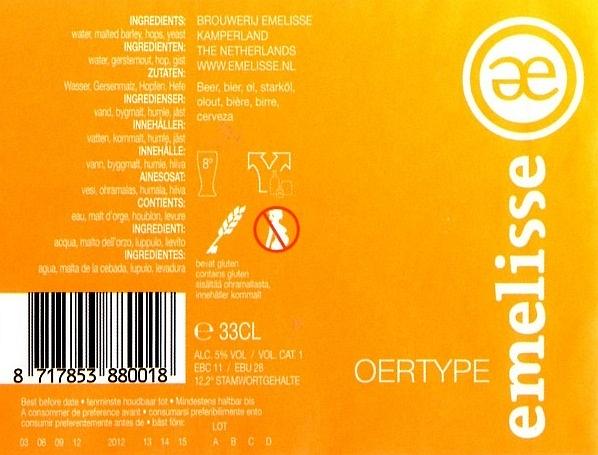 INGREDIENTS:
water, malted barley, hops, yeast
INGREDIENTEN:
water, gerstemout, hop, gist
ZUTATEN:
Wasser, Gersenmalz, Hopfen, Hefe
INGREDIENSER:
vand, bygmalt, humle, jäst
INNEHÅLLER:
vatten, kornmalt, humle, jäst
INNEHÅLLE:
vann, byggmalt, humle, hilva
AINESOSAT:
vesi, ohramalas, humala, hiiva
CONTIENTS:
eau, malt d'orge, houblon, levure
INGREDIENTI:
acqua, malto dell'orzo, luppulo, lievito
INGREDIENTES:
agua, malta de la cebada, lupulo, levadura
BROUWERIJ EMELISSE
KAMPERLAND
THE NETHERLANDS
WWW.EMELISSE.NL
Beer, bier, øl, starköl,
olout, bière, birre,
cerveza
8°
bevat gluten
contains gluten
sisältää ohramallasta,
innehåller kornmalt
e 33CL
ALC. 5% VOL / VOL. CAT. 1
EBC 11 / EBU 28
12,2° STAMWORTGEHALTE
8 717853 880018
Best before date • tenminste houdbaar tot • Mindestens haltbar bis
A consommer de preference avant • consumarsi preferibilmente ento
consumir preferentemente antes de • bäst före:
LOT
03 06 09 12 2012 13 14 15 A B C D
OERTYPE
æ
emelisse